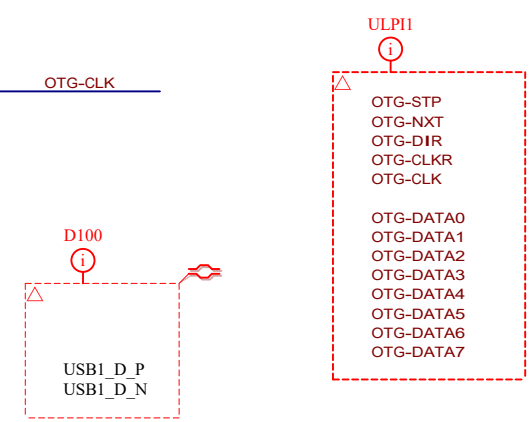 ULPI1
i
OTG-CLK
OTG-STP
OTG-NXT
OTG-DIR
OTG-CLKR
OTG-CLK
OTG-DATA0
OTG-DATA1
OTG-DATA2
OTG-DATA3
OTG-DATA4
OTG-DATA5
OTG-DATA6
OTG-DATA7
D100
i
USB1_D_P
USB1_D_N